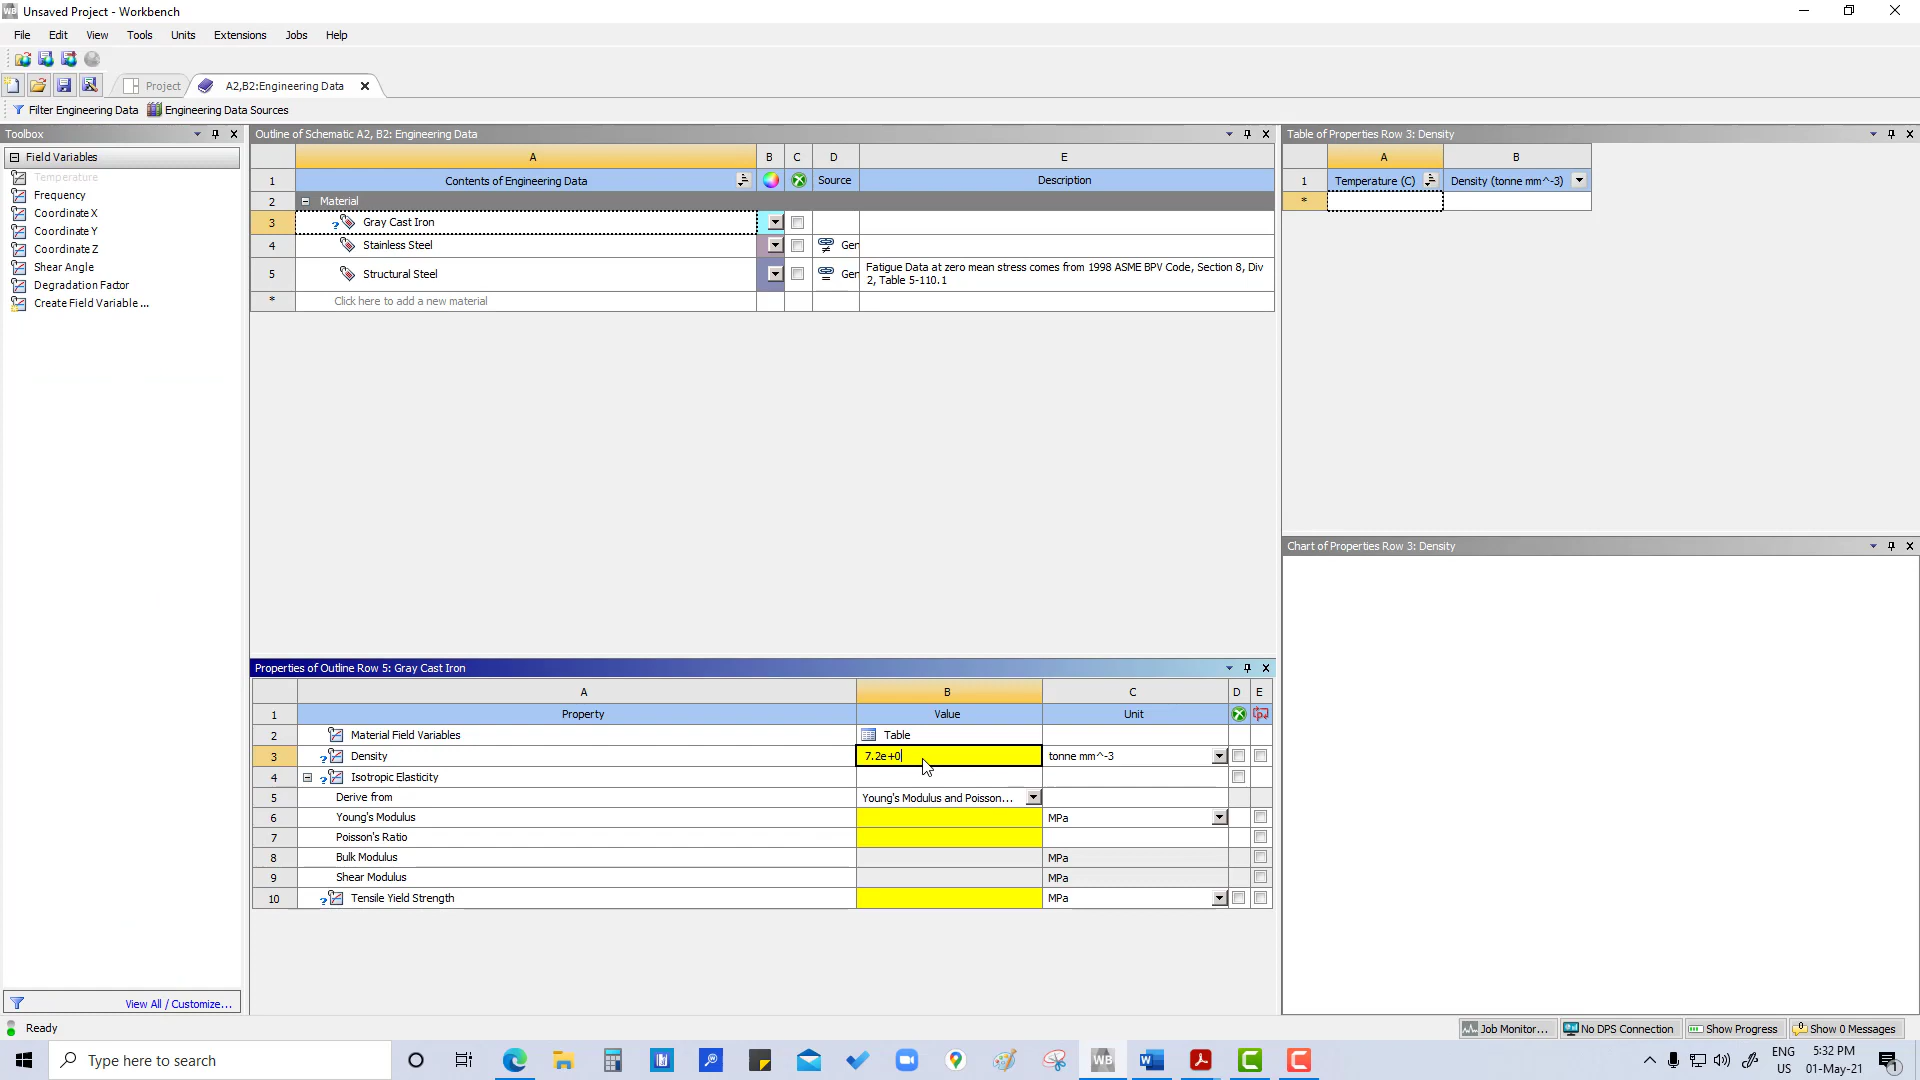 Unsaved Project - Workbench
File Edit View Tools Units Extensions Jobs Help
Project A2,B2:Engineering Data
Filter Engineering Data Engineering Data Sources
Toolbox
Field Variables
Temperature
Frequency
Coordinate X
Coordinate Y
Coordinate Z
Shear Angle
Degradation Factor
Create Field Variable ...
View All / Customize...
Outline of Schematic A2, B2: Engineering Data
A B C D E
1 Contents of Engineering Data Source Description
2 Material
3 Gray Cast Iron
4 Stainless Steel Gen
5 Structural Steel Gen Fatigue Data at zero mean stress comes from 1998 ASME BPV Code, Section 8, Div
2, Table 5-110.1
* Click here to add a new material
Properties of Outline Row 5: Gray Cast Iron
A B C D E
1 Property Value Unit
2 Material Field Variables Table
3 Density 7.2e+0 tonne mm^-3
4 Isotropic Elasticity
5 Derive from Young's Modulus and Poisson...
6 Young's Modulus MPa
7 Poisson's Ratio
8 Bulk Modulus MPa
9 Shear Modulus MPa
10 Tensile Yield Strength MPa
Table of Properties Row 3: Density
A B
1 Temperature (C) Density (tonne mm^-3)
*
Chart of Properties Row 3: Density
Ready
Job Monitor... No DPS Connection Show Progress Show 0 Messages
Type here to search
WB
ENG
US
5:32 PM
01-May-21
1